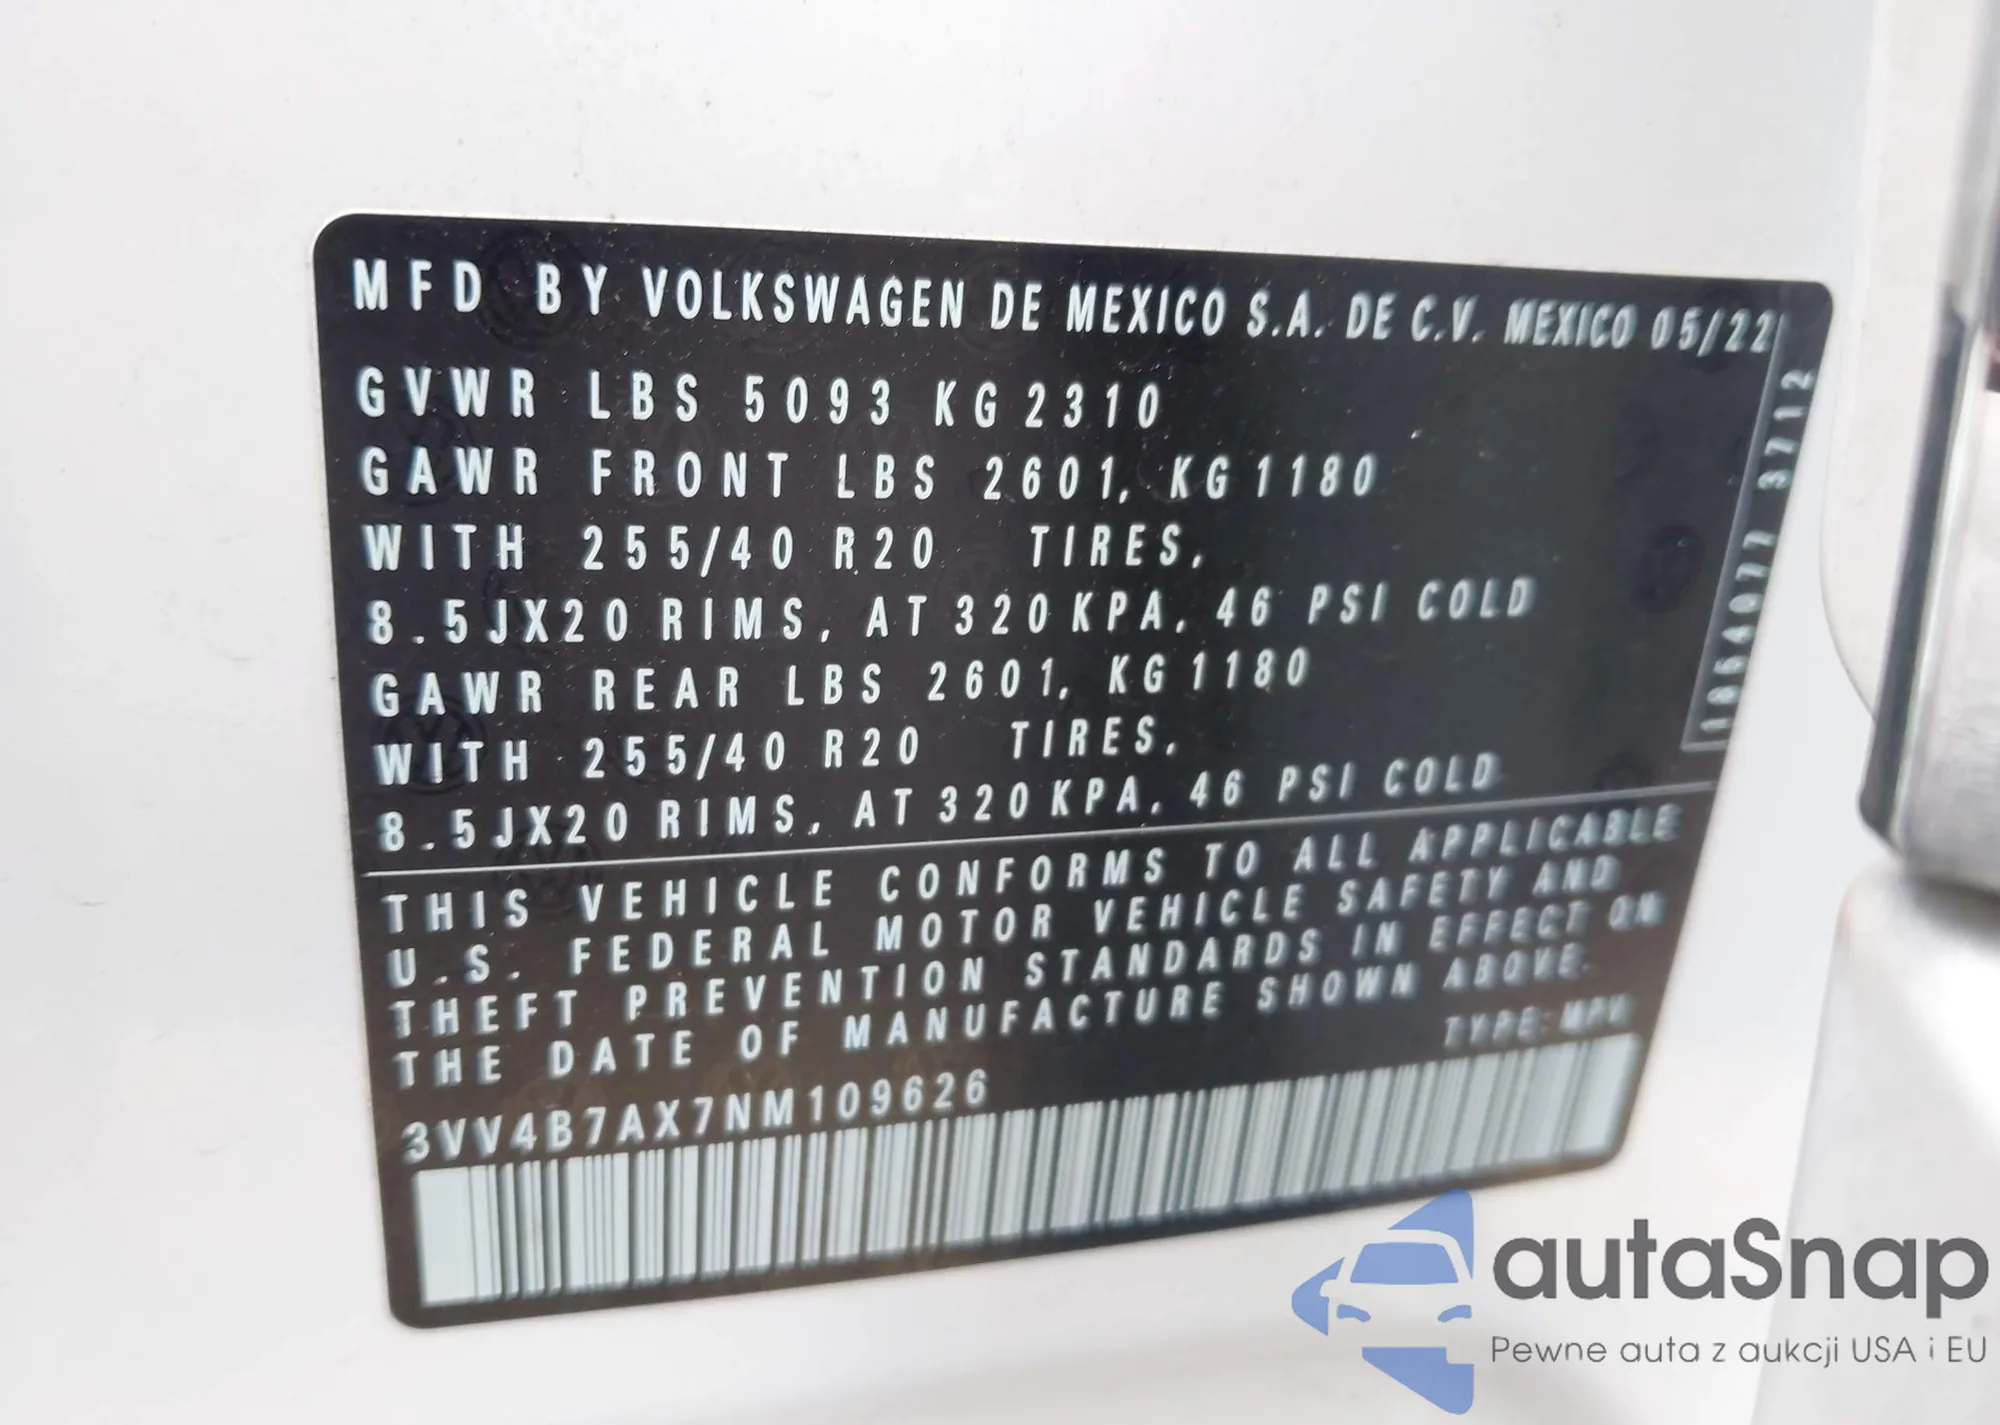 MFD BY VOLKSWAGEN DE MEXICO S.A. DE C.V. MEXICO 05/22
GVWR LBS 5093 KG 2310
GAWR FRONT LBS 2601, KG 1180
WITH 255/40 R20 TIRES,
8.5JX20 RIMS, AT 320 KPA, 46 PSI COLD
GAWR REAR LBS 2601, KG 1180
WITH 255/40 R20 TIRES,
8.5JX20 RIMS, AT 320 KPA, 46 PSI COLD
1054077 3712
THIS VEHICLE CONFORMS TO ALL APPLICABLE
U.S. FEDERAL MOTOR VEHICLE SAFETY AND
THEFT PREVENTION STANDARDS IN EFFECT ON
THE DATE OF MANUFACTURE SHOWN ABOVE.
TYPE: MPV
3VV4B7AX7NM109626
autaSnap
Pewne auta z aukcji USA i EU